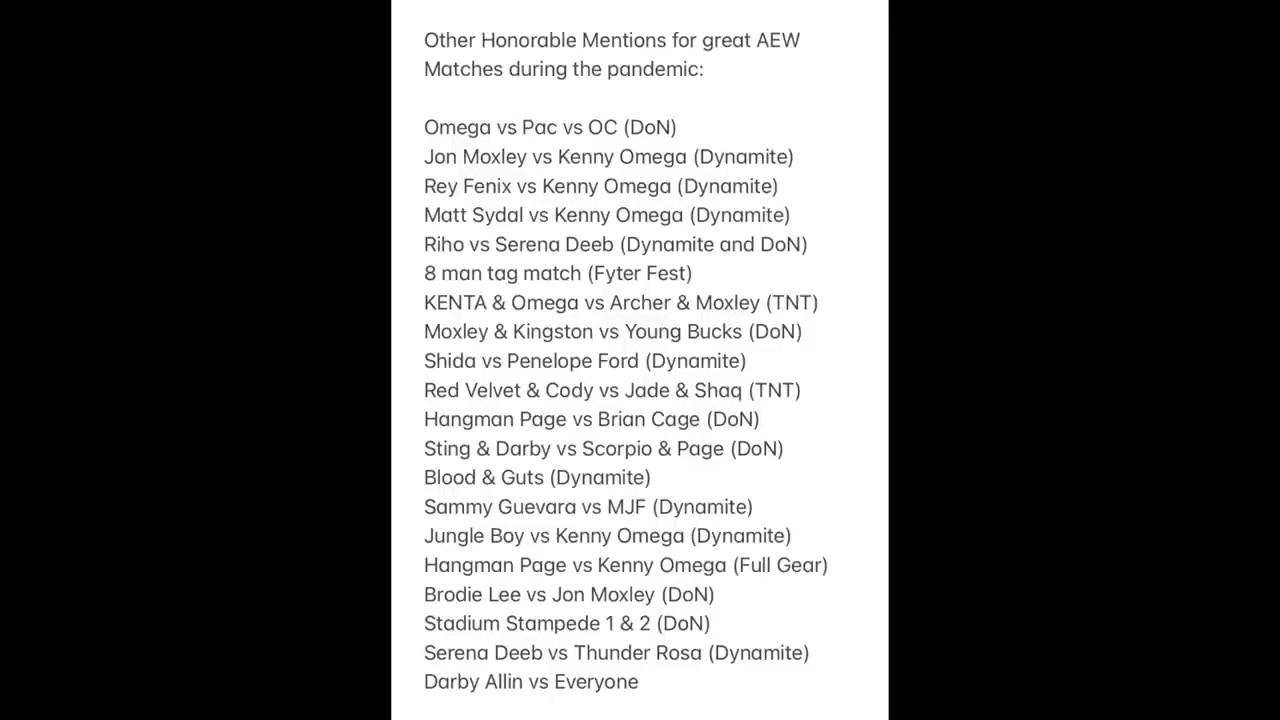 Other Honorable Mentions for great AEW
Matches during the pandemic:
Omega vs Pac vs OC (DoN)
Jon Moxley vs Kenny Omega (Dynamite)
Rey Fenix vs Kenny Omega (Dynamite)
Matt Sydal vs Kenny Omega (Dynamite)
Riho vs Serena Deeb (Dynamite and DoN)
8 man tag match (Fyter Fest)
KENTA & Omega vs Archer & Moxley (TNT)
Moxley & Kingston vs Young Bucks (DoN)
Shida vs Penelope Ford (Dynamite)
Red Velvet & Cody vs Jade & Shaq (TNT)
Hangman Page vs Brian Cage (DoN)
Sting & Darby vs Scorpio & Page (DoN)
Blood & Guts (Dynamite)
Sammy Guevara vs MJF (Dynamite)
Jungle Boy vs Kenny Omega (Dynamite)
Hangman Page vs Kenny Omega (Full Gear)
Brodie Lee vs Jon Moxley (DoN)
Stadium Stampede 1 & 2 (DoN)
Serena Deeb vs Thunder Rosa (Dynamite)
Darby Allin vs Everyone